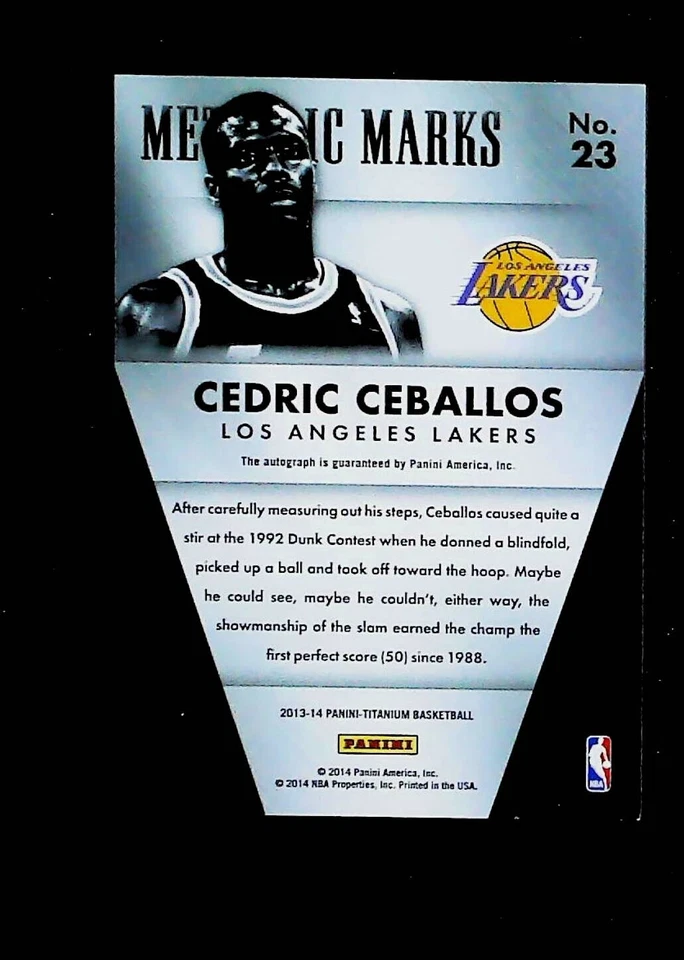 ME IC MARKS
No.
23
LOS ANGELES
LAKERS
CEDRIC CEBALLOS
LOS ANGELES LAKERS
The autograph is guaranteed by Panini America, Inc.
After carefully measuring out his steps, Ceballos caused quite a
stir at the 1992 Dunk Contest when he donned a blindfold,
picked up a ball and took off toward the hoop. Maybe
he could see, maybe he couldn't, either way, the
showmanship of the slam earned the champ the
first perfect score (50) since 1988.
2013-14 PANINI-TITANIUM BASKETBALL
PANINI
© 2014 Panini America, Inc.
© 2014 NBA Properties, Inc. Printed in the USA.
NBA